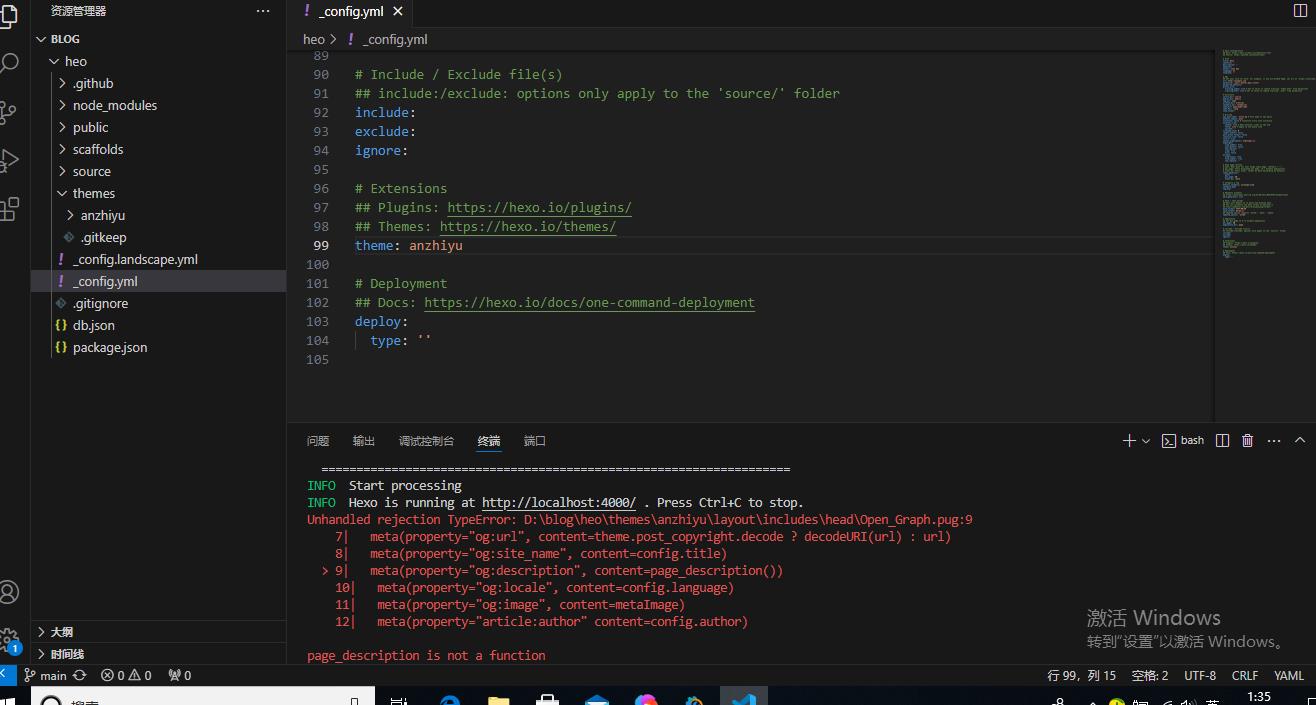 资源管理器
···
! _config.yml ×
BLOG
heo > ! _config.yml
heo
.github
node_modules
public
scaffolds
source
themes
anzhiyu
.gitkeep
! _config.landscape.yml
! _config.yml
.gitignore
{} db.json
{} package.json
89
90 # Include / Exclude file(s)
91 ## include:/exclude: options only apply to the 'source/' folder
92 include:
93 exclude:
94 ignore:
95
96 # Extensions
97 ## Plugins: https://hexo.io/plugins/
98 ## Themes: https://hexo.io/themes/
99 theme: anzhiyu
100
101 # Deployment
102 ## Docs: https://hexo.io/docs/one-command-deployment
103 deploy:
104 type: ''
105
问题 输出 调试控制台 终端 端口
bash
===================================================================
INFO Start processing
INFO Hexo is running at http://localhost:4000/ . Press Ctrl+C to stop.
Unhandled rejection TypeError: D:\blog\heo\themes\anzhiyu\layout\includes\head\Open_Graph.pug:9
7| meta(property="og:url", content=theme.post_copyright.decode ? decodeURI(url) : url)
8| meta(property="og:site_name", content=config.title)
> 9| meta(property="og:description", content=page_description())
10| meta(property="og:locale", content=config.language)
11| meta(property="og:image", content=metaImage)
12| meta(property="article:author" content=config.author)
page_description is not a function
激活 Windows
转到"设置"以激活 Windows。
大纲
时间线
1
main 0 0 0
行 99，列 15 空格: 2 UTF-8 CRLF YAML
搜索
英
1:35